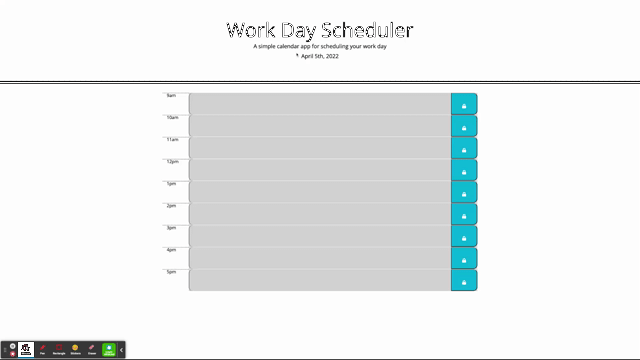 Work Day Scheduler
A simple calendar app for scheduling your work day
April 5th, 2022
9am
10am
11am
12pm
1pm
2pm
3pm
4pm
5pm